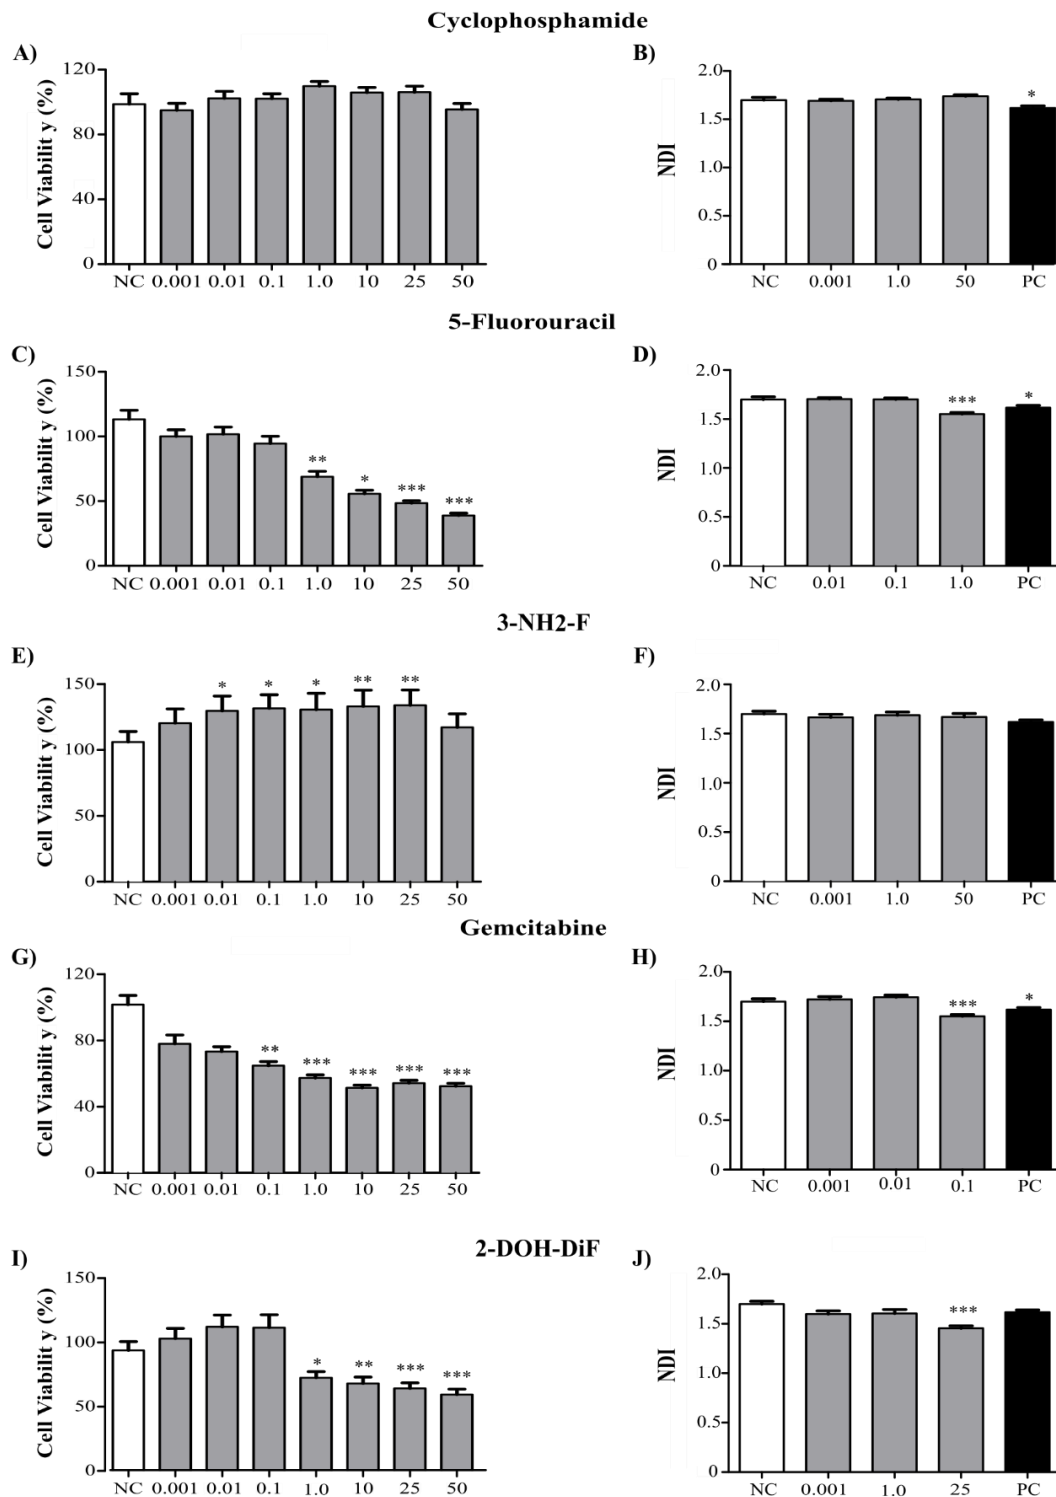 Cyclophosphamide
A)
Cell Viabilit y (%)
120
80
40
0
NC 0.001 0.01 0.1 1.0 10 25 50
B)
NDI
2.0
*
1.5
1.0
0.5
0
NC 0.001 1.0 50 PC
5-Fluorouracil
C)
Cell Viabilit y (%)
150
100
** * *** ***
50
0
NC 0.001 0.01 0.1 1.0 10 25 50
D)
NDI
2.0
*** *
1.5
1.0
0.5
0
NC 0.01 0.1 1.0 PC
3-NH2-F
E)
Cell Viabilit y (%)
150
* * * ** **
100
50
0
NC 0.001 0.01 0.1 1.0 10 25 50
F)
NDI
2.0
1.5
1.0
0.5
0
NC 0.001 1.0 50 PC
Gemcitabine
G)
Cell Viabilit y (%)
120
80
** *** *** *** ***
40
0
NC 0.001 0.01 0.1 1.0 10 25 50
H)
NDI
2.0
*** *
1.5
1.0
0.5
0
NC 0.001 0.01 0.1 PC
2-DOH-DiF
I)
Cell Viabilit y (%)
150
100
* ** *** ***
50
0
NC 0.001 0.01 0.1 1.0 10 25 50
J)
NDI
2.0
***
1.5
1.0
0.5
0
NC 0.001 1.0 25 PC